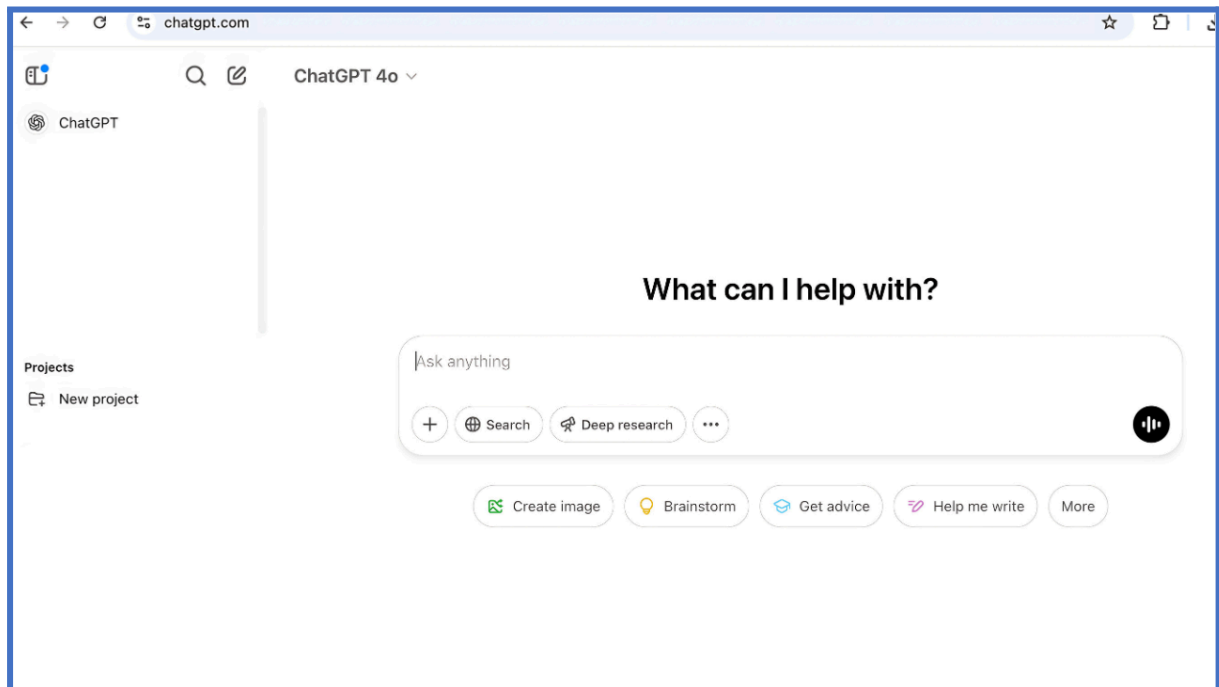 chatgpt.com
ChatGPT 4o
ChatGPT
What can I help with?
Projects
Ask anything
New project
Search Deep research
Create image Brainstorm Get advice Help me write More